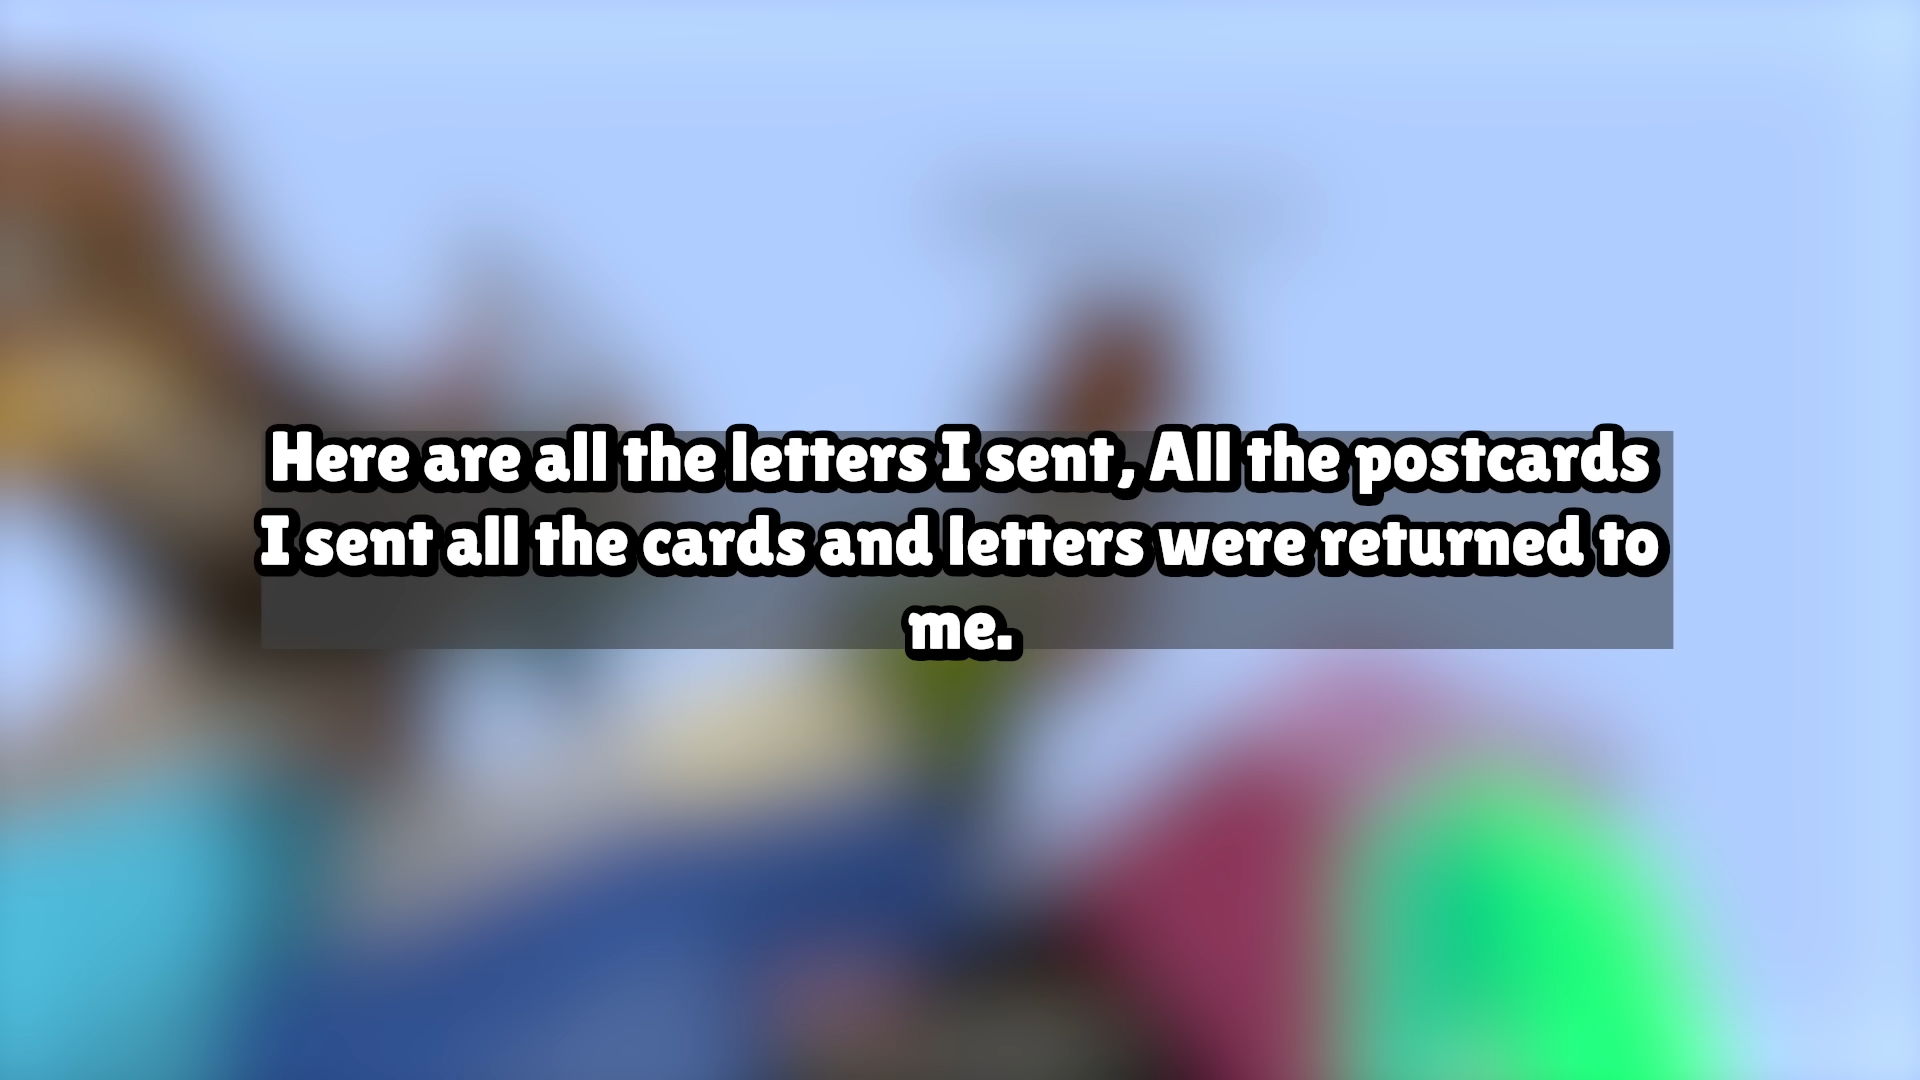 Here are all the letters I sent, All the postcards
I sent all the cards and letters were returned to
me.